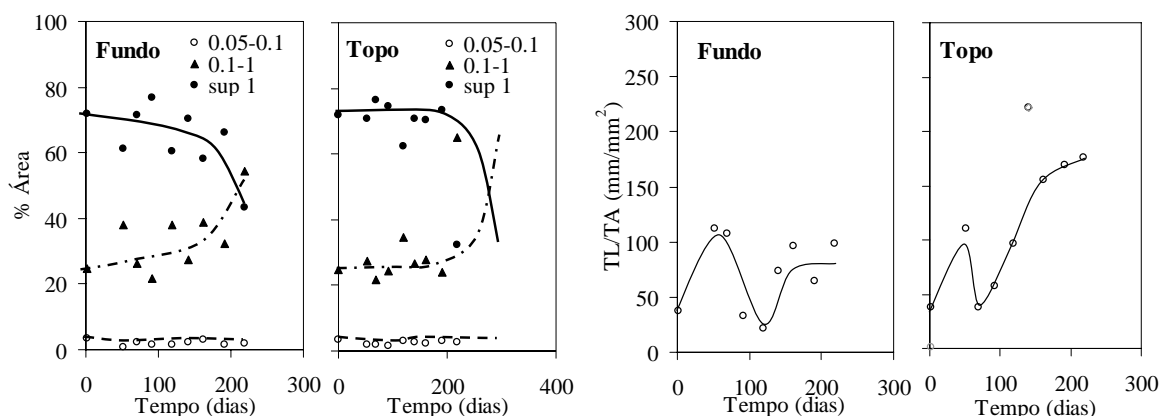 Fundo
0.05-0.1
0.1-1
sup 1
% Área
100
80
60
40
20
0
0 100 200 300
Tempo (dias)
Topo
0.05-0.1
0.1-1
sup 1
0 200 400
Tempo (dias)
Fundo
TL/TA (mm/mm²)
300
250
200
150
100
50
0
0 100 200 300
Tempo (dias)
Topo
0 100 200 300
Tempo (dias)